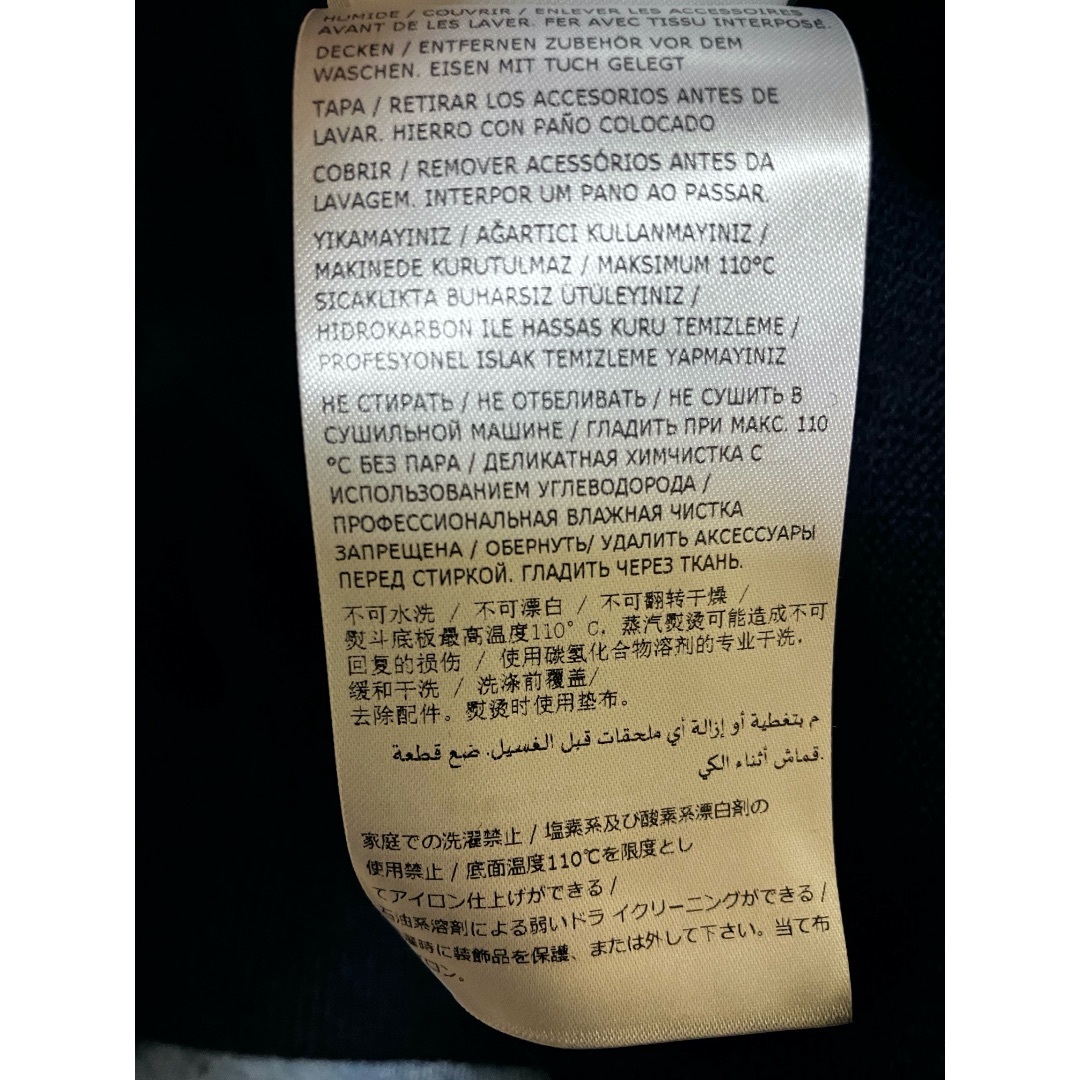 HUMIDE / COUVRIR / ENLEVER LES ACCESSOIRES
AVANT DE LES LAVER. FER AVEC TISSU INTERPOSÉ.
DECKEN / ENTFERNEN ZUBEHÖR VOR DEM
WASCHEN. EISEN MIT TUCH GELEGT
TAPA / RETIRAR LOS ACCESORIOS ANTES DE
LAVAR. HIERRO CON PAÑO COLOCADO
COBRIR / REMOVER ACESSÓRIOS ANTES DA
LAVAGEM. INTERPOR UM PANO AO PASSAR.
YIKAMAYINIZ / AĞARTICI KULLANMAYINIZ /
MAKINEDE KURUTULMAZ / MAKSIMUM 110°C
SICAKLIKTA BUHARSIZ ÜTÜLEYINIZ /
HIDROKARBON ILE HASSAS KURU TEMIZLEME /
PROFESYONEL ISLAK TEMIZLEME YAPMAYINIZ
НЕ СТИРАТЬ / НЕ ОТБЕЛИВАТЬ / НЕ СУШИТЬ В
СУШИЛЬНОЙ МАШИНЕ / ГЛАДИТЬ ПРИ МАКС. 110
°C БЕЗ ПАРА / ДЕЛИКАТНАЯ ХИМЧИСТКА С
ИСПОЛЬЗОВАНИЕМ УГЛЕВОДОРОДА /
ПРОФЕССИОНАЛЬНАЯ ВЛАЖНАЯ ЧИСТКА
ЗАПРЕЩЕНА / ОБЕРНУТЬ/ УДАЛИТЬ АКСЕССУАРЫ
ПЕРЕД СТИРКОЙ. ГЛАДИТЬ ЧЕРЕЗ ТКАНЬ.
不可水洗 / 不可漂白 / 不可翻转干燥 /
熨斗底板最高温度110°C，蒸汽熨烫可能造成不可
回复的损伤 / 使用碳氢化合物溶剂的专业干洗，
缓和干洗 / 洗涤前覆盖/
去除配件。熨烫时使用垫布。
م بتغطية أو إزالة أي ملحقات قبل الغسيل. ضع قطعة
قماش أثناء الكي.
家庭での洗濯禁止 / 塩素系及び酸素系漂白剤の
使用禁止 / 底面温度110℃を限度とし
てアイロン仕上げができる /
石油系溶剤による弱いドラ イクリーニングができる /
濯時に装飾品を保護、または外して下さい。当て布
ロン。